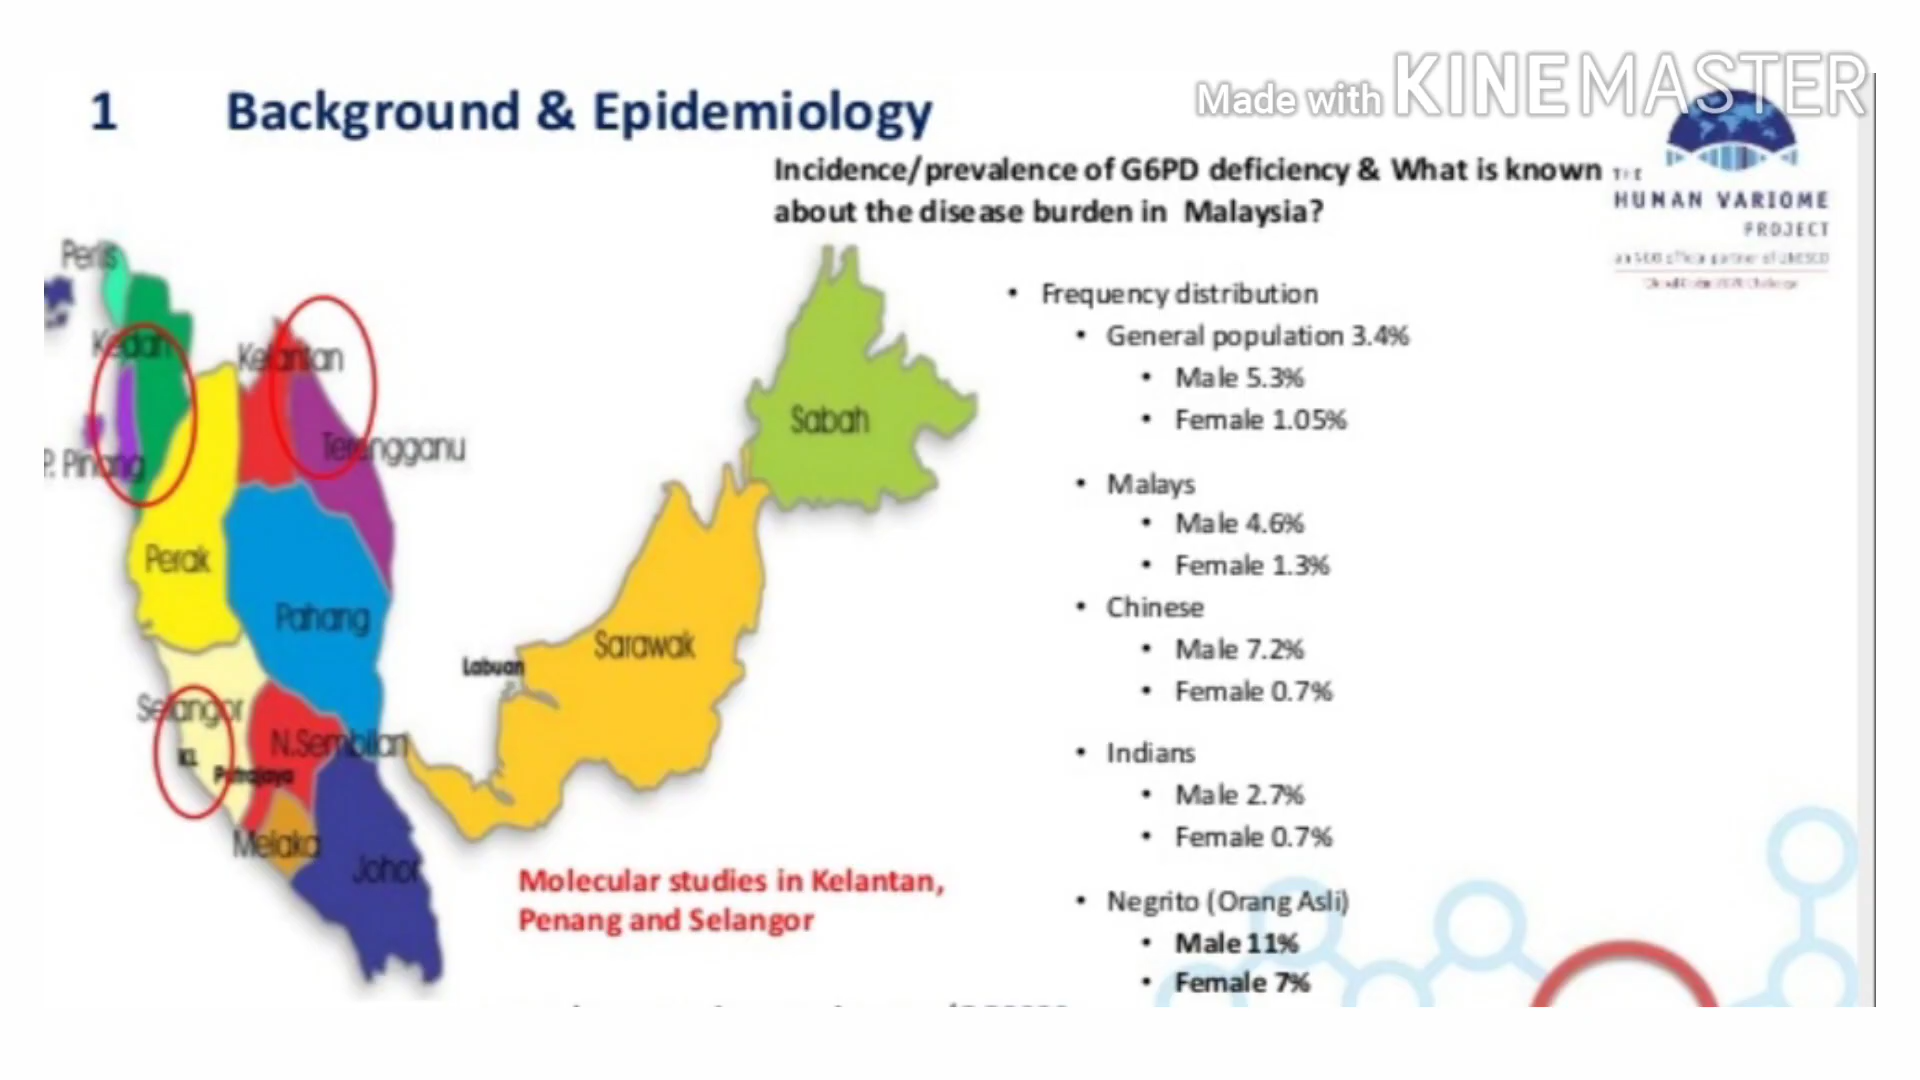 Made with KINEMASTER
1 Background & Epidemiology
Incidence/prevalence of G6PD deficiency & What is known
about the disease burden in Malaysia?
THE
HUMAN VARIOME
PROJECT
Perlis
Kedah
Kelantan
Terengganu
P. Pinang
Perak
Pahang
Selangor
KL
Putrajaya
N.Sembilan
Melaka
Johor
Sabah
Labuan
Sarawak
Molecular studies in Kelantan,
Penang and Selangor
• Frequency distribution
• General population 3.4%
• Male 5.3%
• Female 1.05%
• Malays
• Male 4.6%
• Female 1.3%
• Chinese
• Male 7.2%
• Female 0.7%
• Indians
• Male 2.7%
• Female 0.7%
• Negrito (Orang Asli)
• Male 11%
• Female 7%